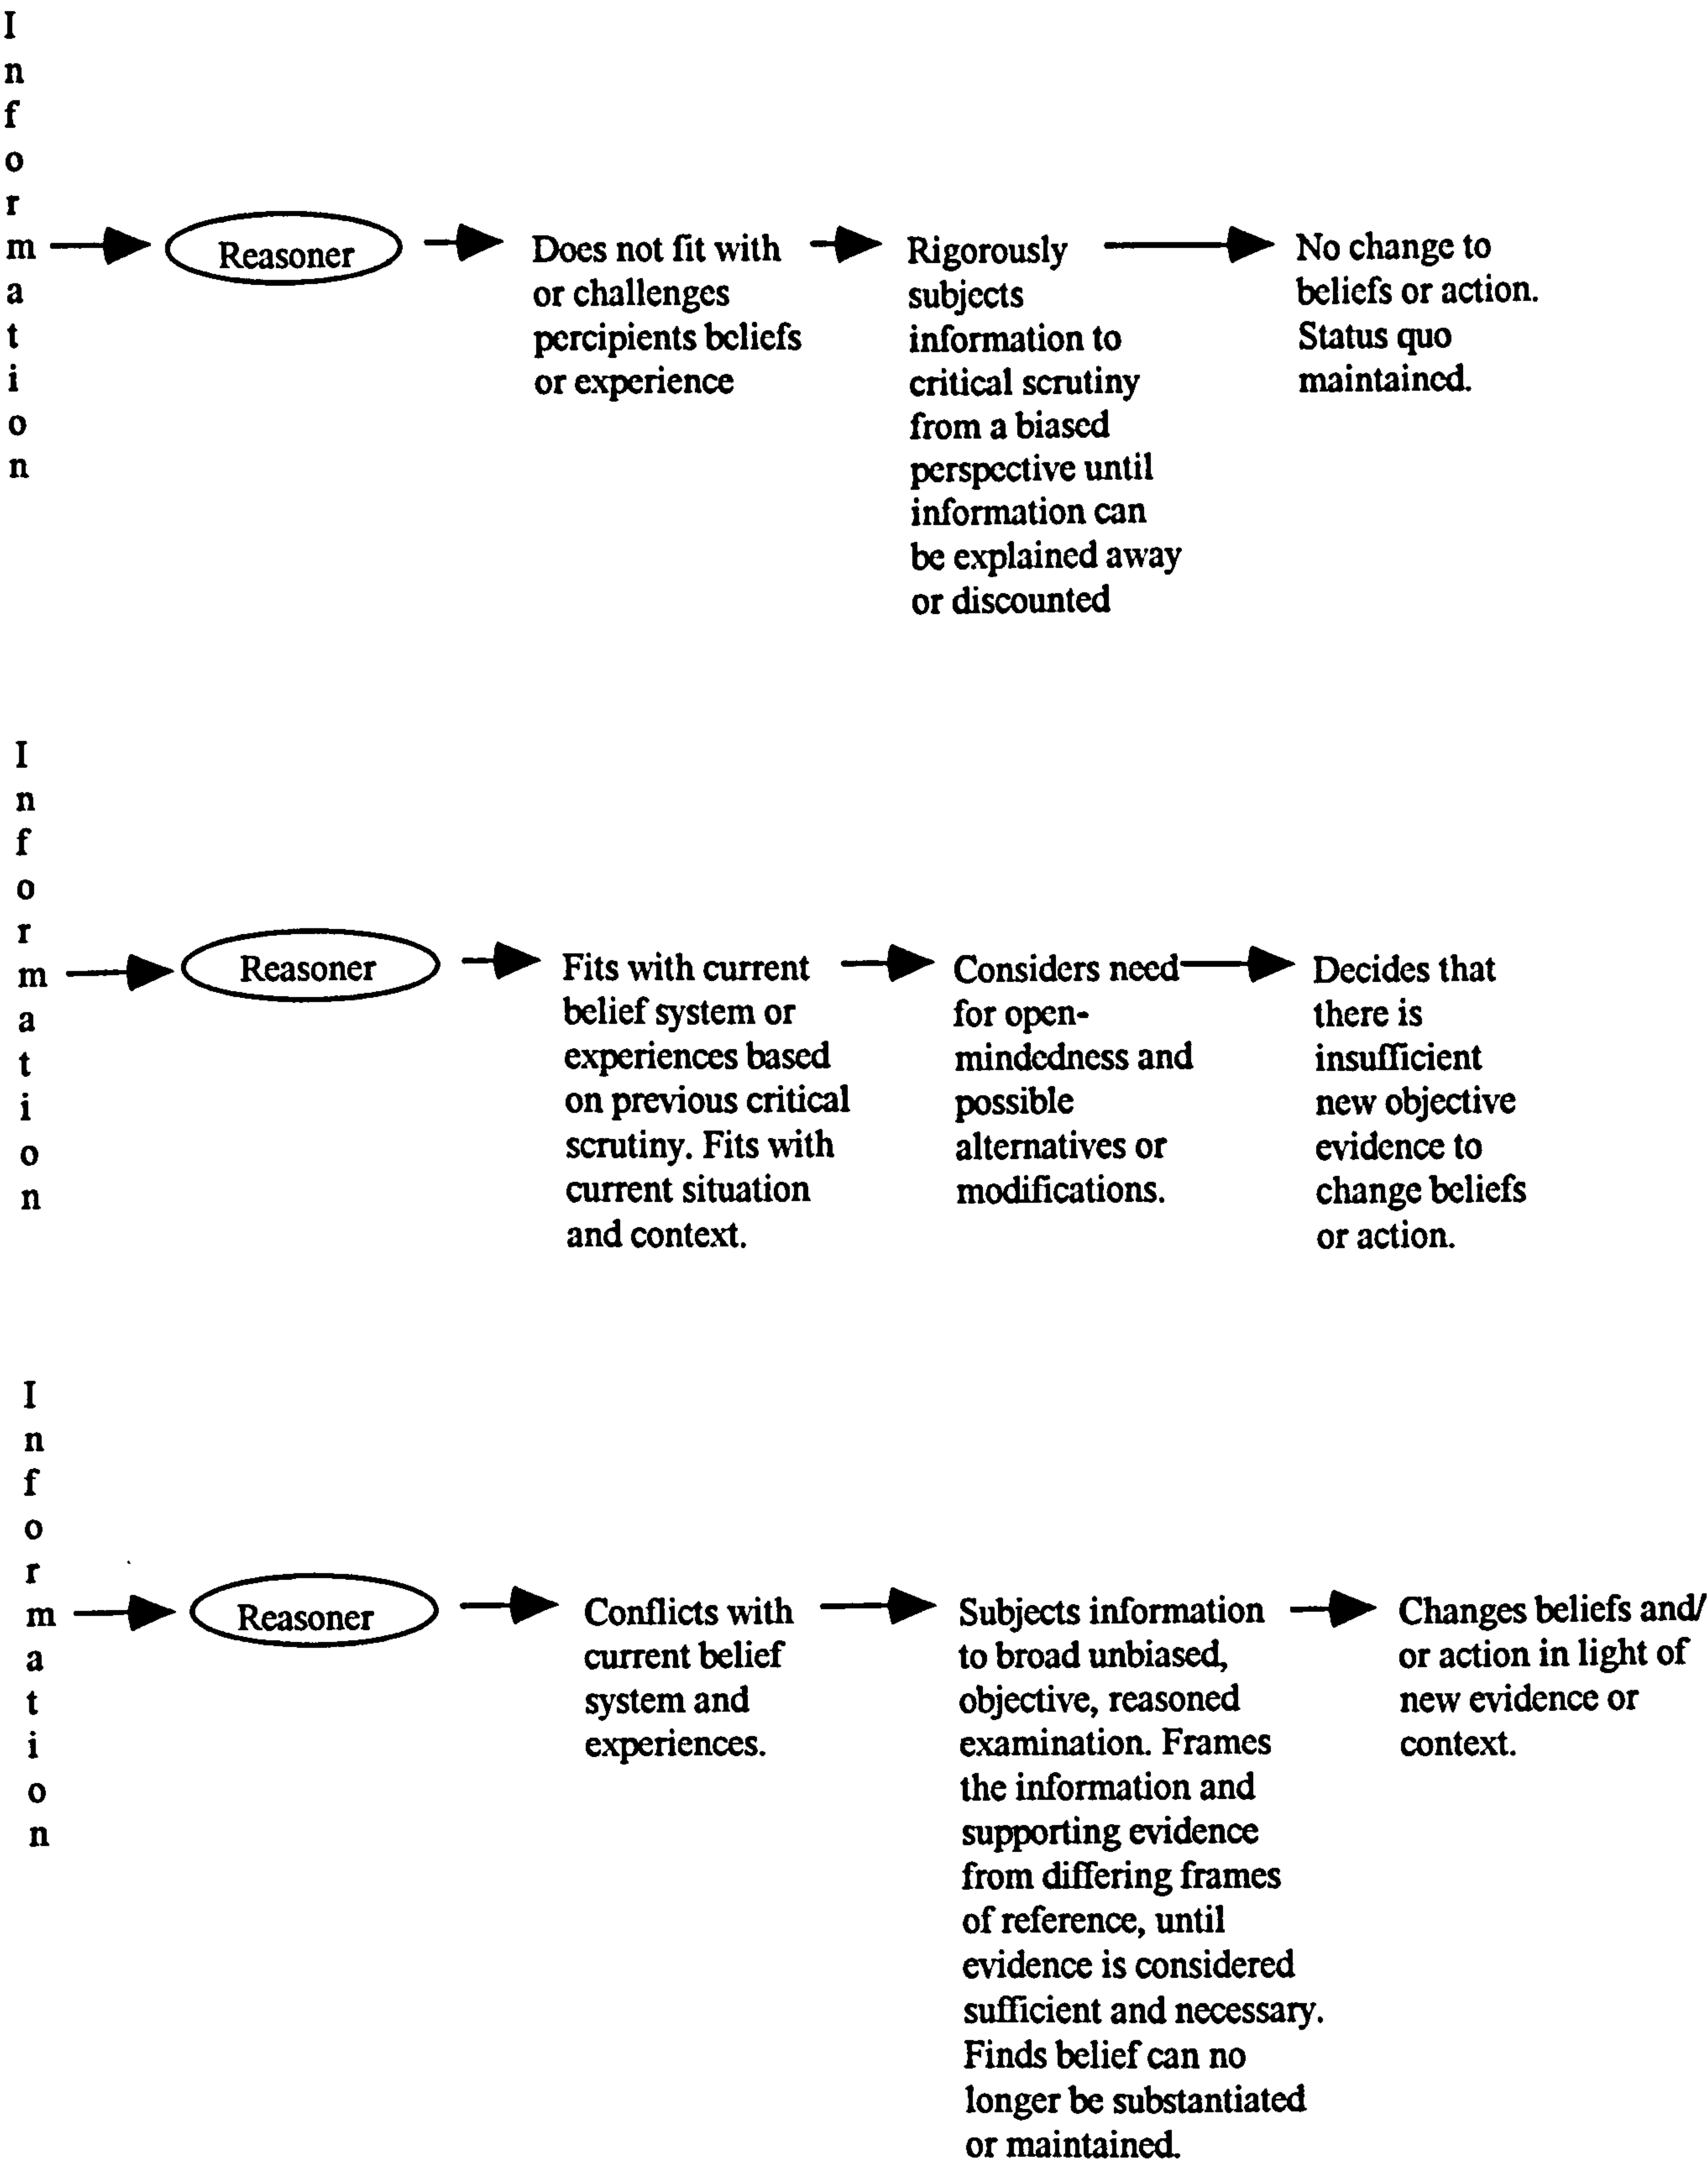 Information
Reasoner
Does not fit with
or challenges
percipients beliefs
or experience
Rigorously
subjects
information to
critical scrutiny
from a biased
perspective until
information can
be explained away
or discounted
No change to
beliefs or action.
Status quo
maintained.
Information
Reasoner
Fits with current
belief system or
experiences based
on previous critical
scrutiny. Fits with
current situation
and context.
Considers need
for open-
mindedness and
possible
alternatives or
modifications.
Decides that
there is
insufficient
new objective
evidence to
change beliefs
or action.
Information
Reasoner
Conflicts with
current belief
system and
experiences.
Subjects information
to broad unbiased,
objective, reasoned
examination. Frames
the information and
supporting evidence
from differing frames
of reference, until
evidence is considered
sufficient and necessary.
Finds belief can no
longer be substantiated
or maintained.
Changes beliefs and/
or action in light of
new evidence or
context.